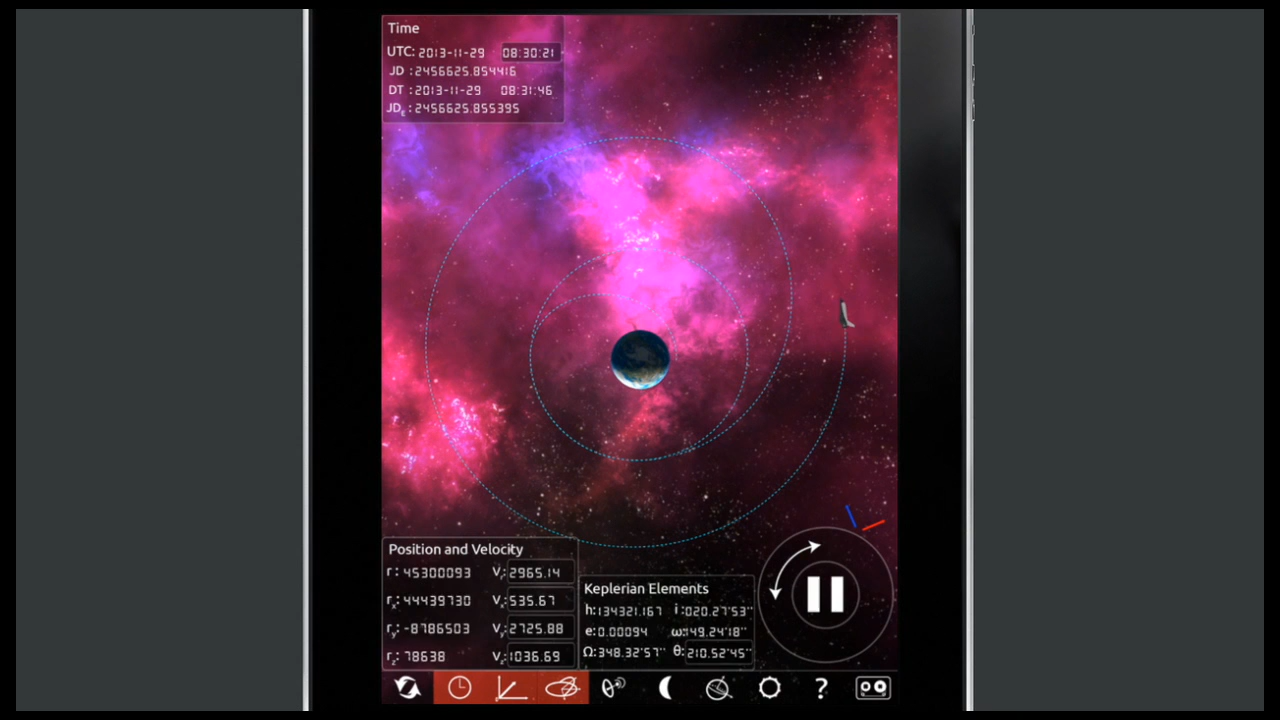 Time
UTC: 2013-11-29 08:30:21
JD : 2456625.854416
DT : 2013-11-29 08:31:46
JDE : 2456625.855395
Position and Velocity
r: 45300093 V: 2965.14
rx: 44439730 Vx: 535.67
ry: -8786503 Vy: 2725.88
rz: 78638 Vz: 1036.69
Keplerian Elements
h: 134321.167 i : 020.27'53''
e: 0.00094 ω: 149.24'18''
Ω: 348.32'57'' θ: 210.52'45''
?